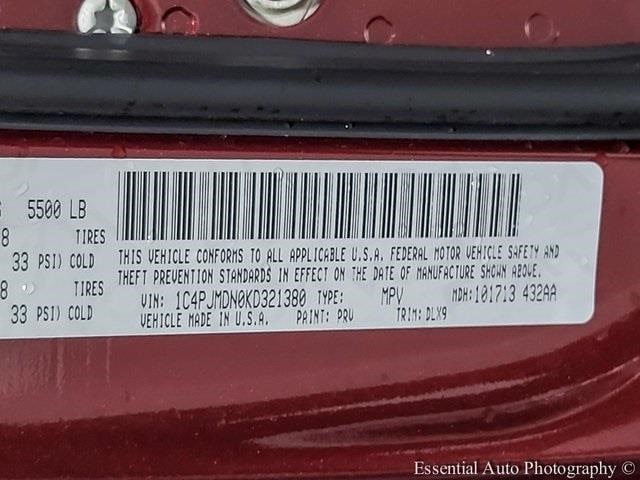 G 5500 LB
8 TIRES
33 PSI) COLD
8 TIRES
33 PSI) COLD
THIS VEHICLE CONFORMS TO ALL APPLICABLE U.S.A. FEDERAL MOTOR VEHICLE SAFETY AND
THEFT PREVENTION STANDARDS IN EFFECT ON THE DATE OF MANUFACTURE SHOWN ABOVE.
VIN: 1C4PJMDN0KD321380 TYPE: MPV MDH:101713 432AA
VEHICLE MADE IN U.S.A. PAINT: PRV TRIM: DLX9
Essential Auto Photography ©